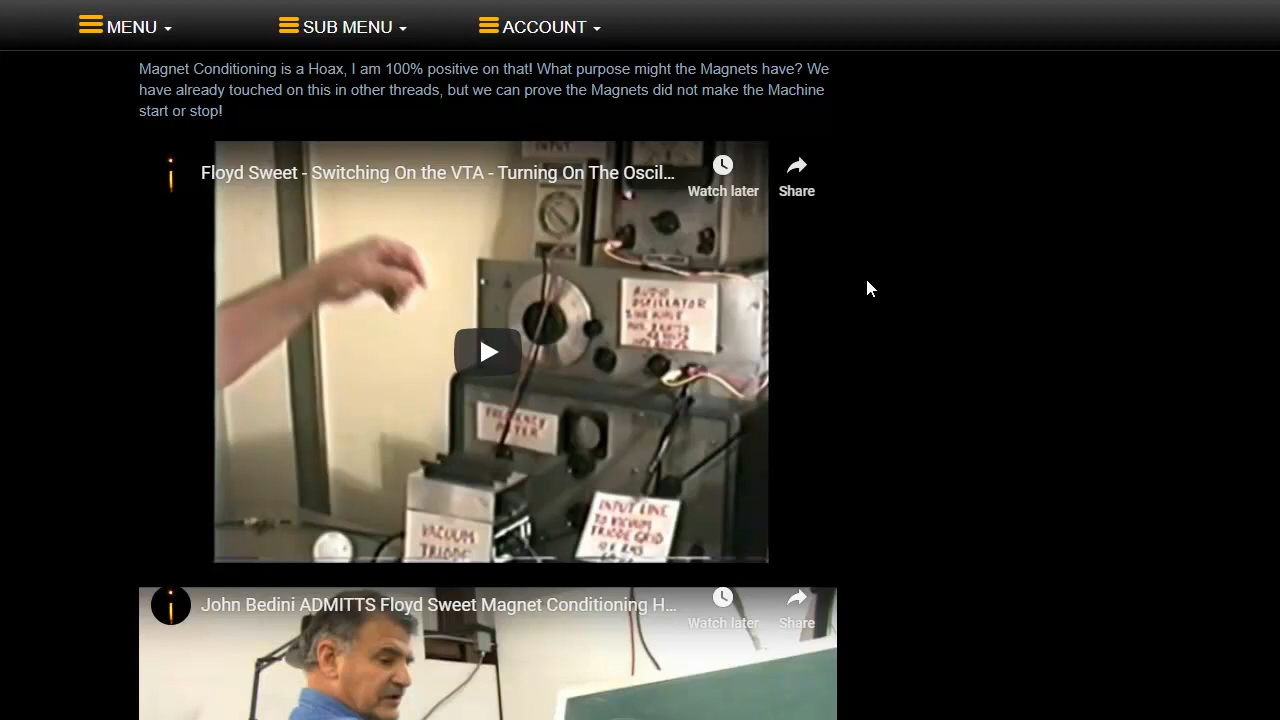 MENU
SUB MENU
ACCOUNT
Magnet Conditioning is a Hoax, I am 100% positive on that! What purpose might the Magnets have? We
have already touched on this in other threads, but we can prove the Magnets did not make the Machine
start or stop!
Floyd Sweet - Switching On the VTA - Turning On The Oscil...
Watch later
Share
INPUT
AUDIO
OSCILLATOR
SINE WAVE
FREQUENCY
METER
VACUUM
TRIODE
INPUT LINE
TO VACUUM
TRIODE GRID
John Bedini ADMITTS Floyd Sweet Magnet Conditioning H...
Watch later
Share